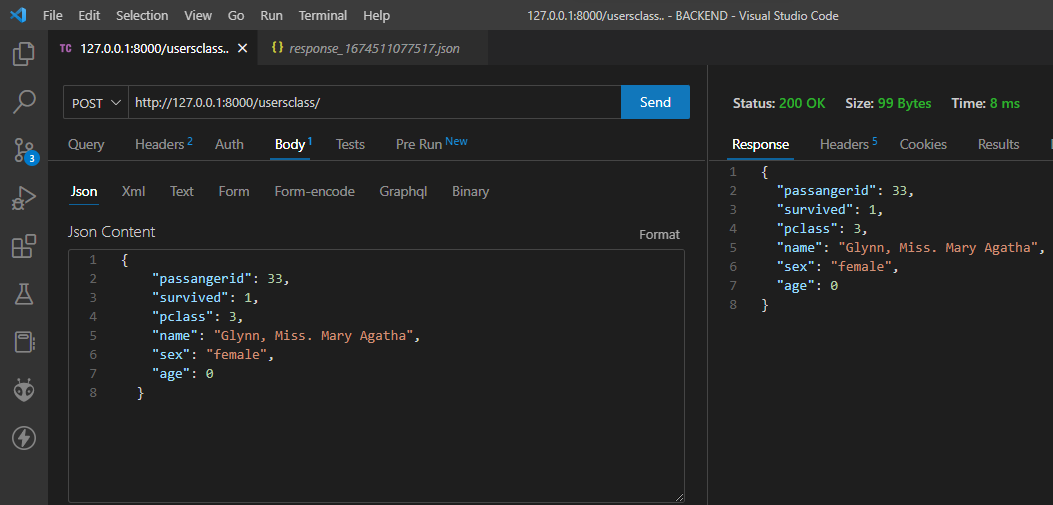 File Edit Selection View Go Run Terminal Help 127.0.0.1:8000/usersclass.. - BACKEND - Visual Studio Code
TC 127.0.0.1:8000/usersclass.. × {} response_1674511077517.json
POST http://127.0.0.1:8000/usersclass/ Send
Query Headers 2 Auth Body 1 Tests Pre Run New
Json Xml Text Form Form-encode Graphql Binary
Json Content Format
1 {
2 "passangerid": 33,
3 "survived": 1,
4 "pclass": 3,
5 "name": "Glynn, Miss. Mary Agatha",
6 "sex": "female",
7 "age": 0
8 }
Status: 200 OK Size: 99 Bytes Time: 8 ms
Response Headers 5 Cookies Results
1 {
2 "passangerid": 33,
3 "survived": 1,
4 "pclass": 3,
5 "name": "Glynn, Miss. Mary Agatha",
6 "sex": "female",
7 "age": 0
8 }
3